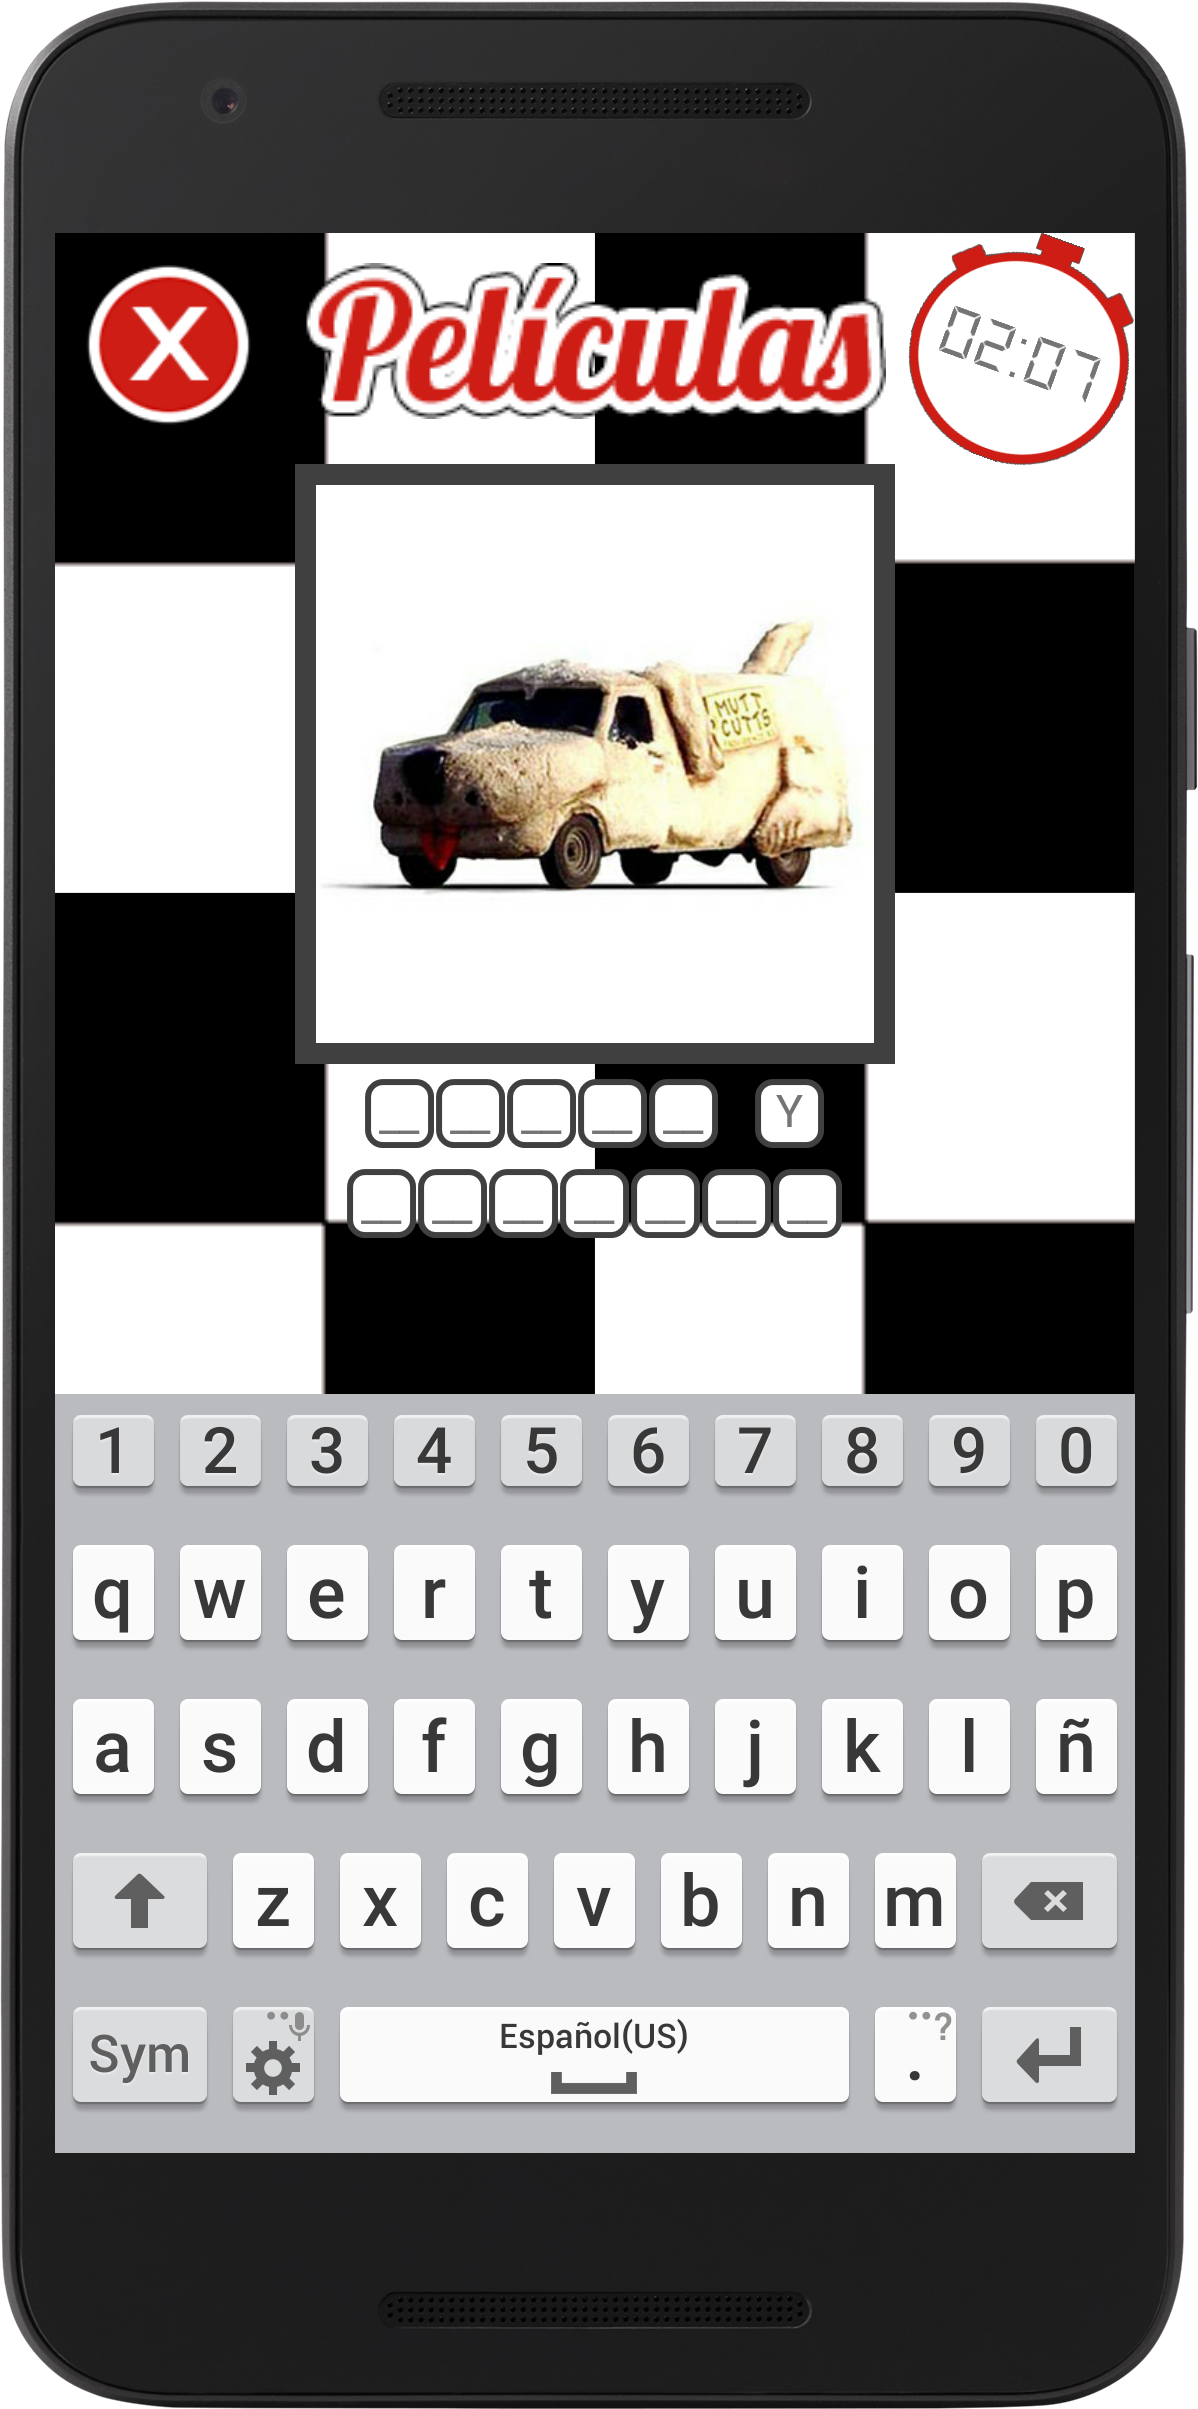 X
Películas
02:07
MUTT
CUTTS
_ _ _ _ _ Y
_ _ _ _ _ _ _
1 2 3 4 5 6 7 8 9 0
q w e r t y u i o p
a s d f g h j k l ñ
z x c v b n m
Sym Español(US) . ?